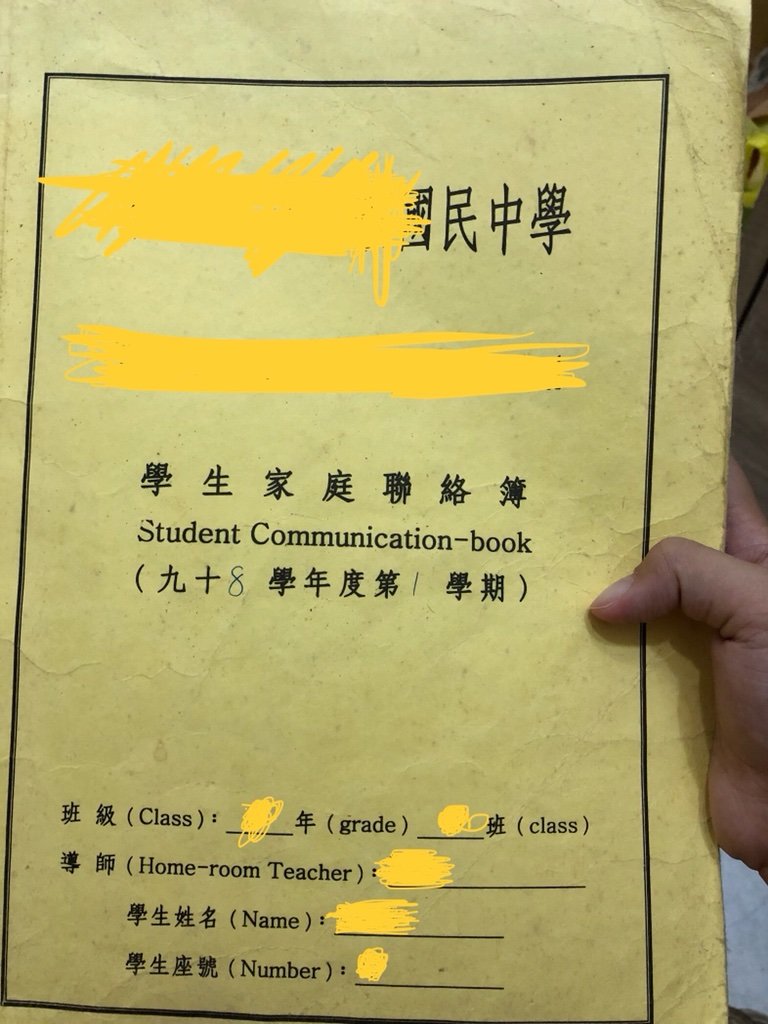 國民中學
學生家庭聯絡簿
Student Communication-book
(九十8學年度第1學期)
班級(Class): 年(grade) 班(class)
導師(Home-room Teacher):
學生姓名(Name):
學生座號(Number):